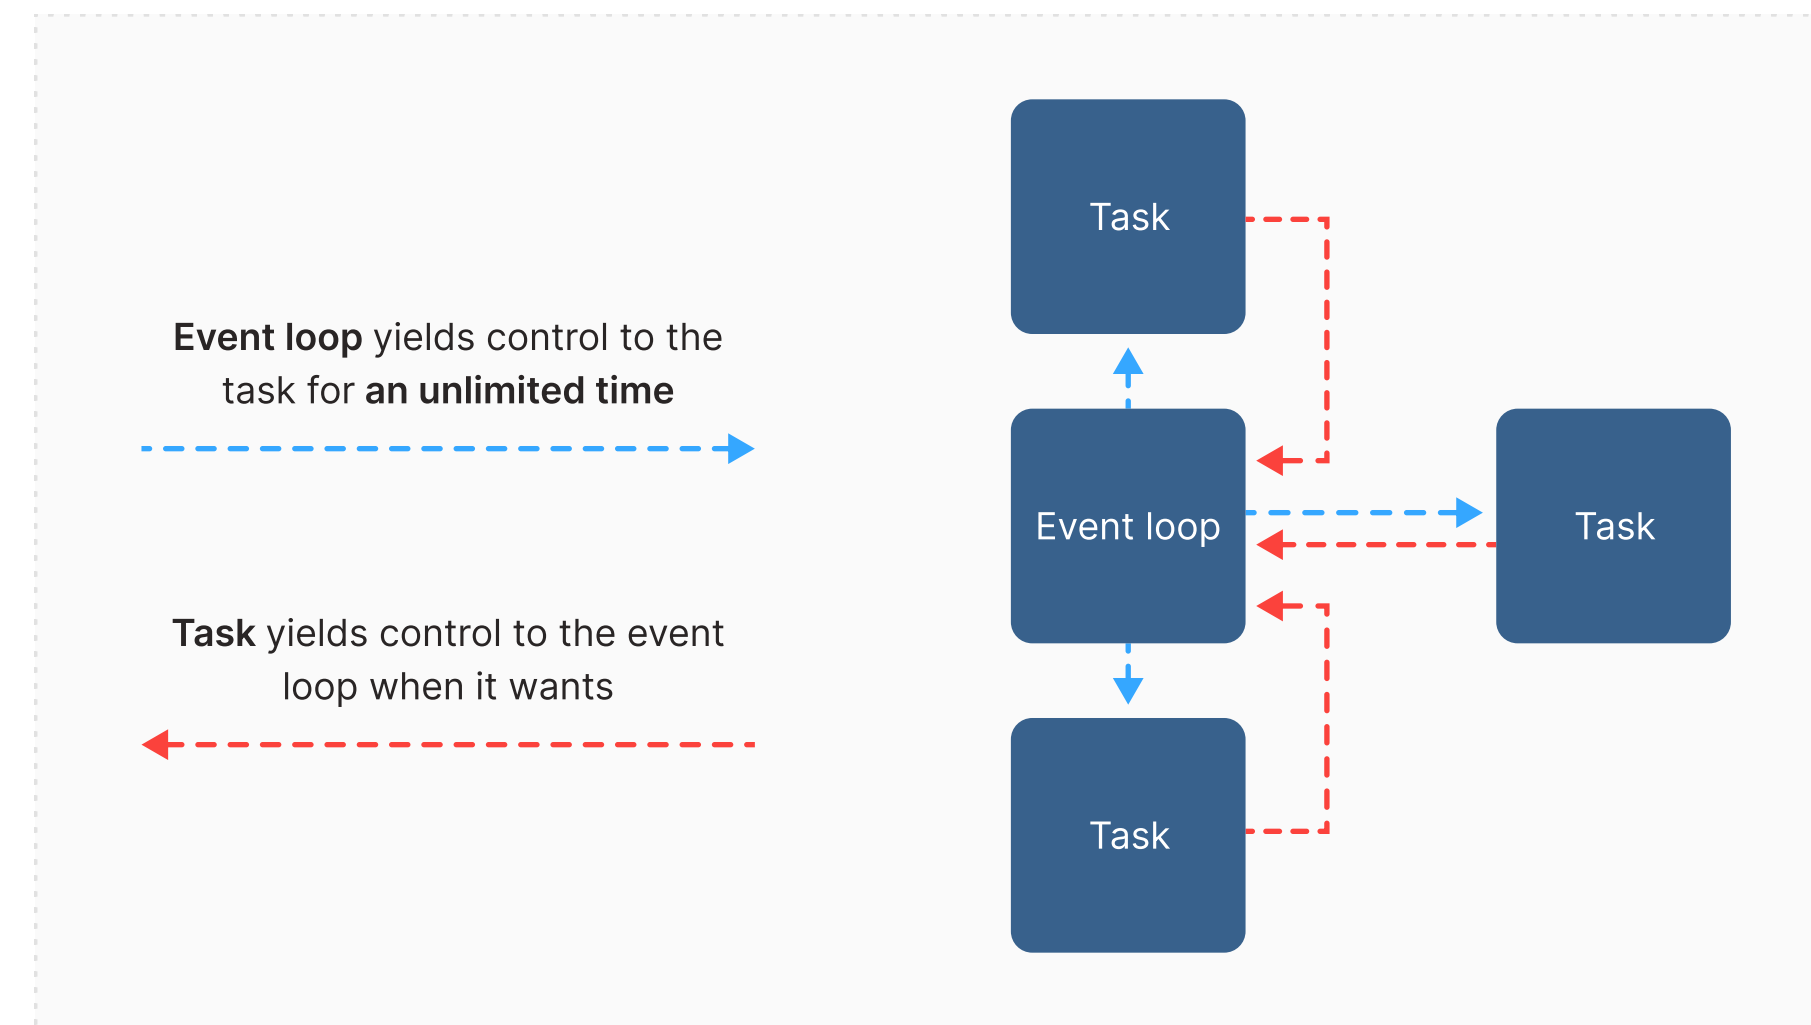 Event loop yields control to the
task for an unlimited time
Task yields control to the event
loop when it wants
Task
Event loop
Task
Task